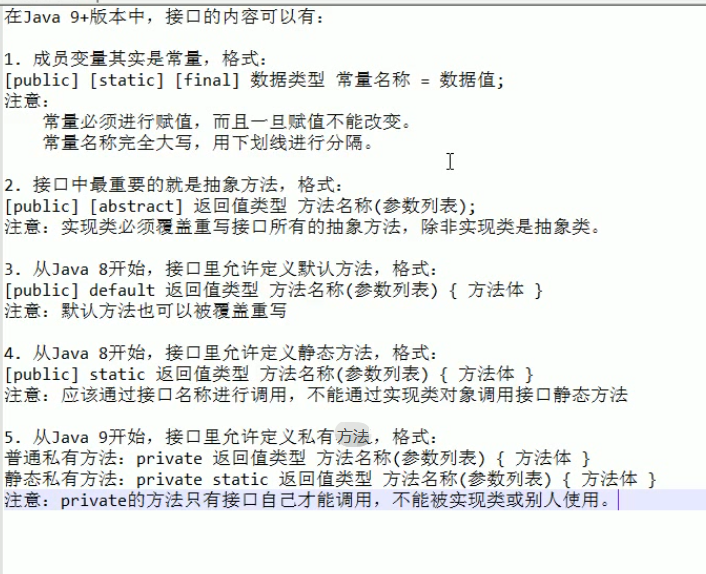 在Java 9+版本中，接口的内容可以有：
1. 成员变量其实是常量，格式：
[public] [static] [final] 数据类型 常量名称 = 数据值;
注意：
常量必须进行赋值，而且一旦赋值不能改变。
常量名称完全大写，用下划线进行分隔。
2. 接口中最重要的就是抽象方法，格式：
[public] [abstract] 返回值类型 方法名称(参数列表);
注意：实现类必须覆盖重写接口所有的抽象方法，除非实现类是抽象类。
3. 从Java 8开始，接口里允许定义默认方法，格式：
[public] default 返回值类型 方法名称(参数列表) { 方法体 }
注意：默认方法也可以被覆盖重写
4. 从Java 8开始，接口里允许定义静态方法，格式：
[public] static 返回值类型 方法名称(参数列表) { 方法体 }
注意：应该通过接口名称进行调用，不能通过实现类对象调用接口静态方法
5. 从Java 9开始，接口里允许定义私有方法，格式：
普通私有方法：private 返回值类型 方法名称(参数列表) { 方法体 }
静态私有方法：private static 返回值类型 方法名称(参数列表) { 方法体 }
注意：private的方法只有接口自己才能调用，不能被实现类或别人使用。